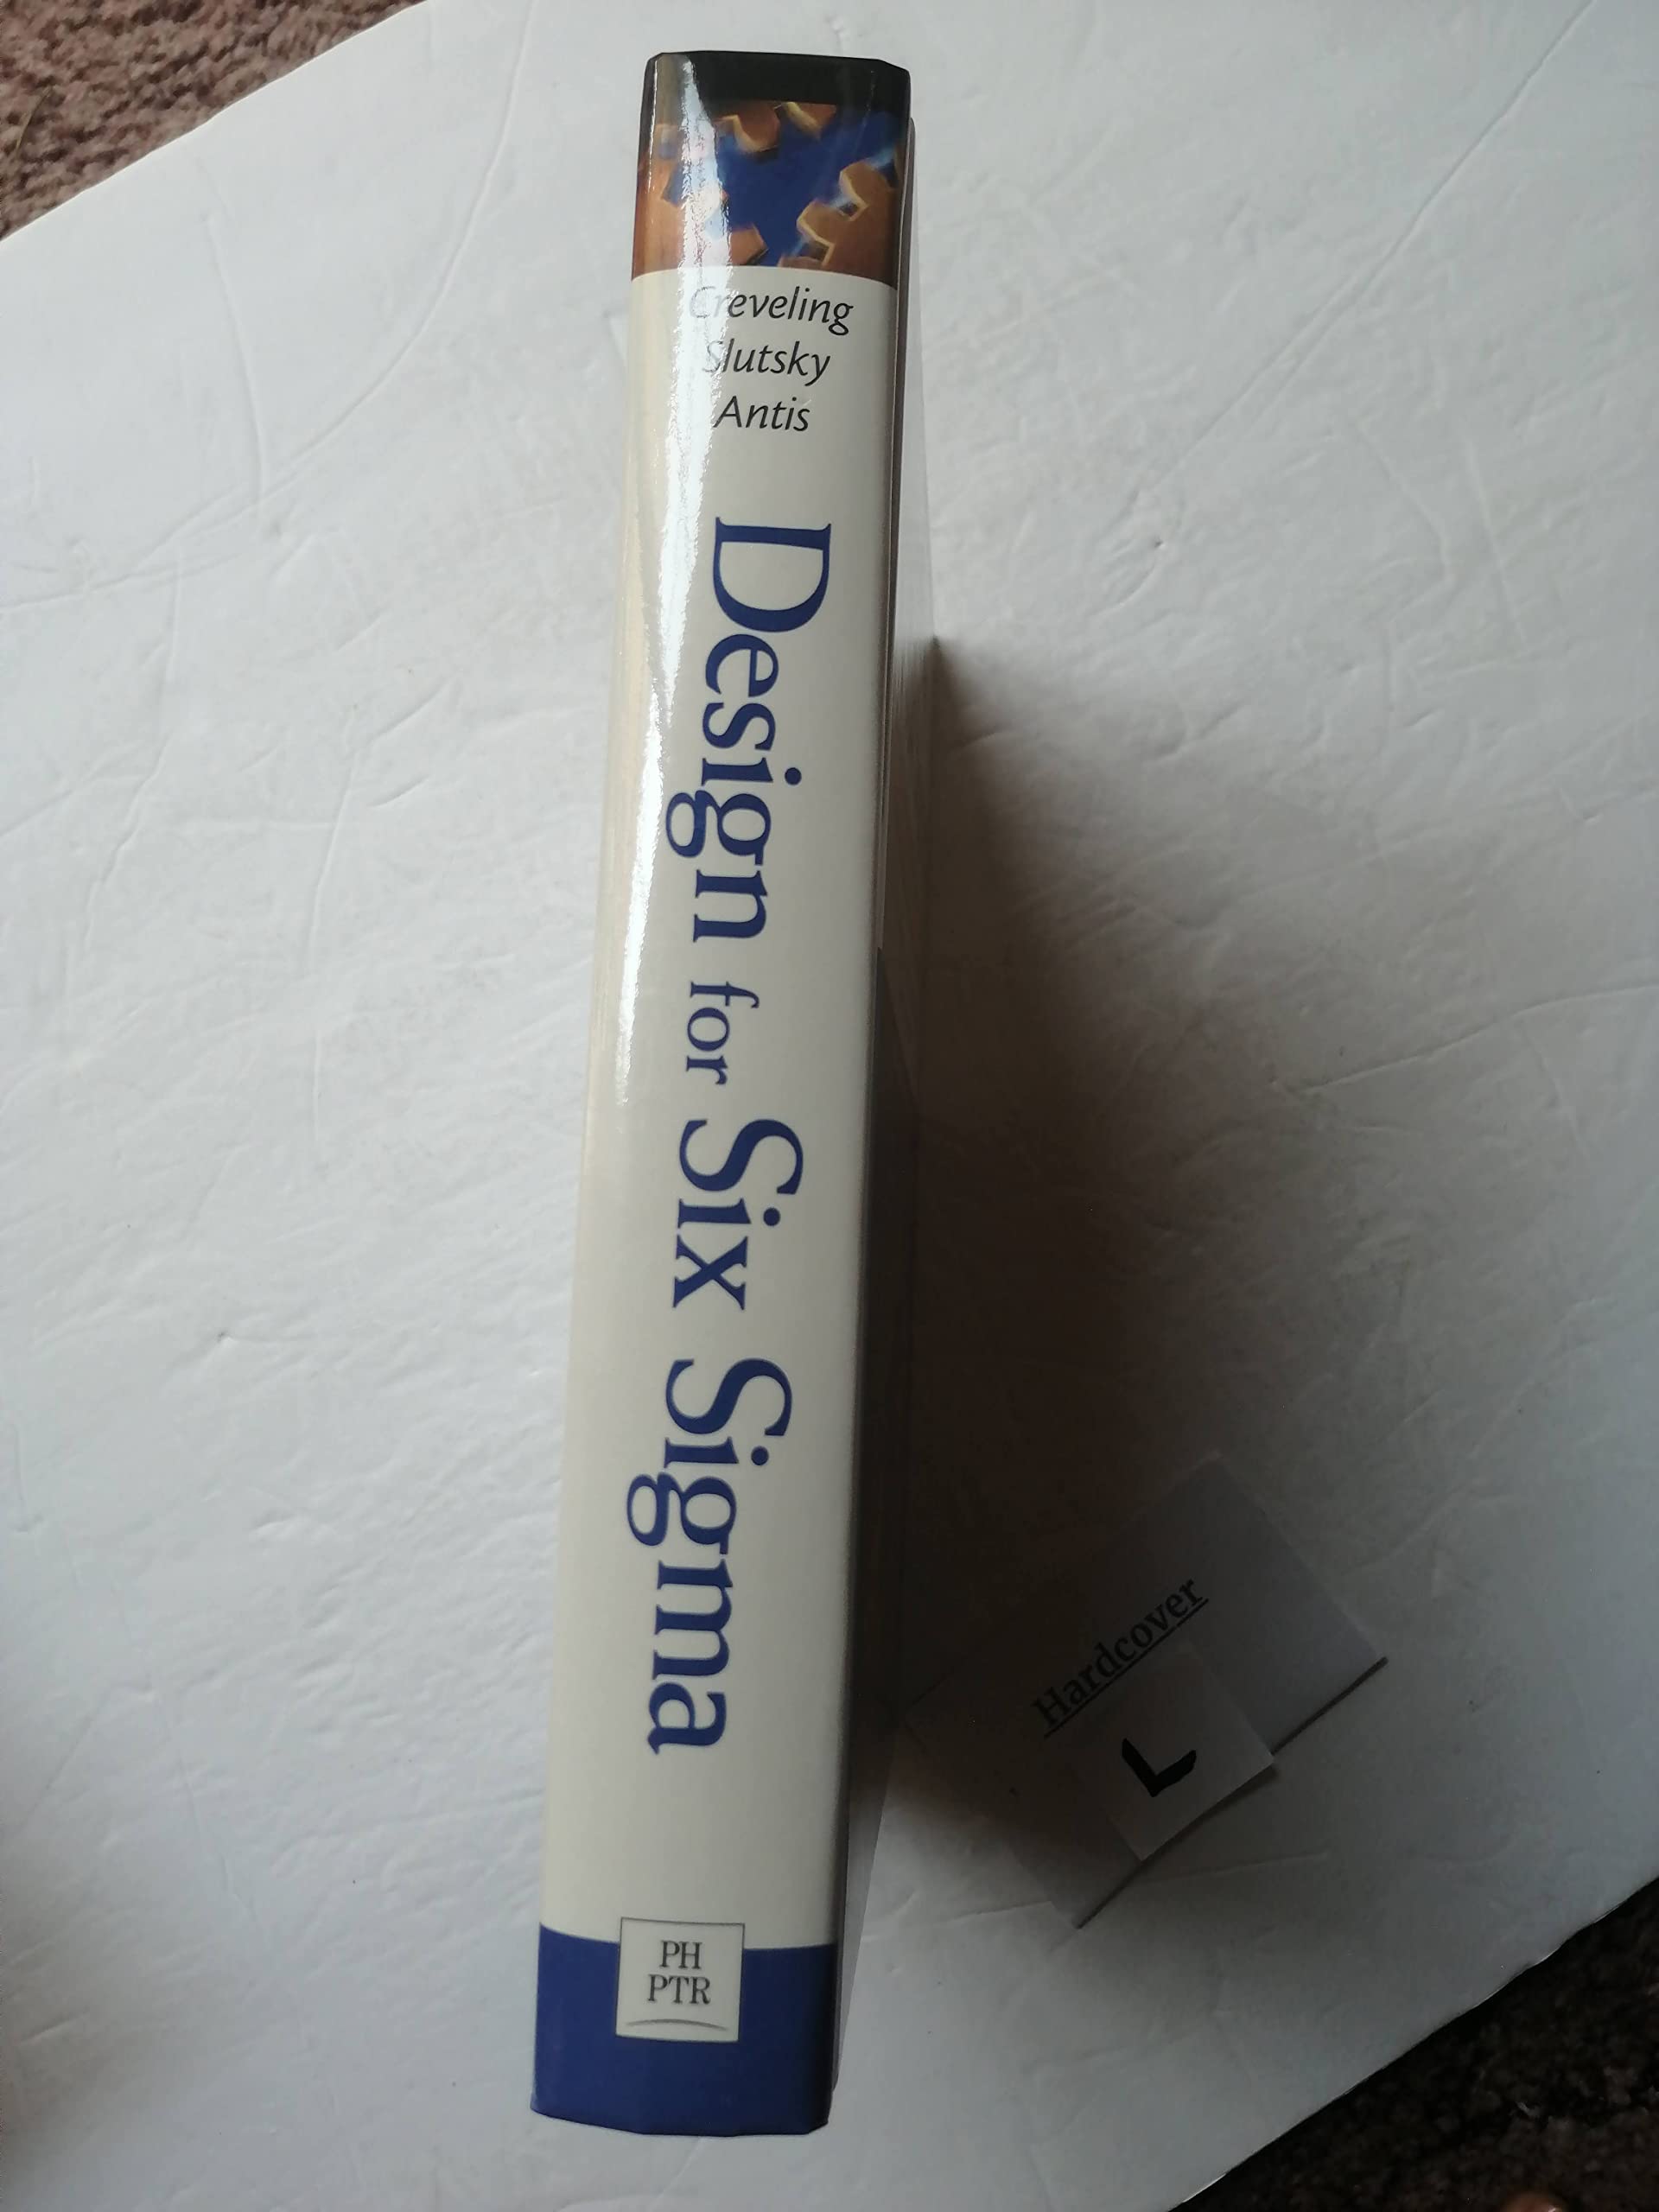 Creveling
Slutsky
Antis
Design for Six Sigma
PH
PTR
Hardcover
L